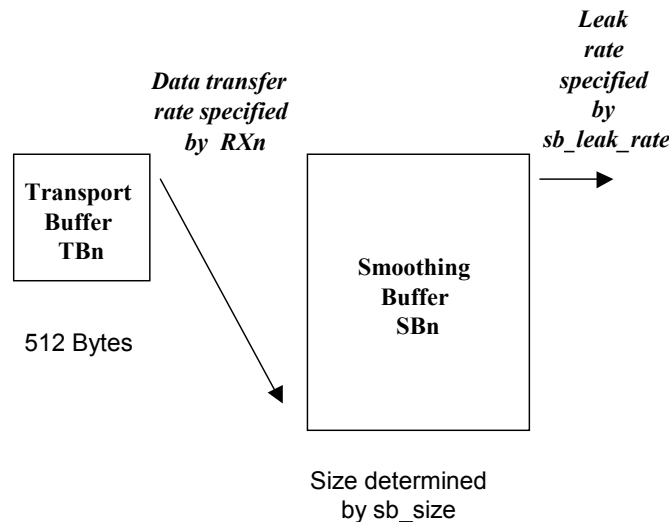 Data transfer
rate specified
by RXn
Leak
rate
specified
by
sb_leak_rate
Transport
Buffer
TBn
512 Bytes
Smoothing
Buffer
SBn
Size determined
by sb_size